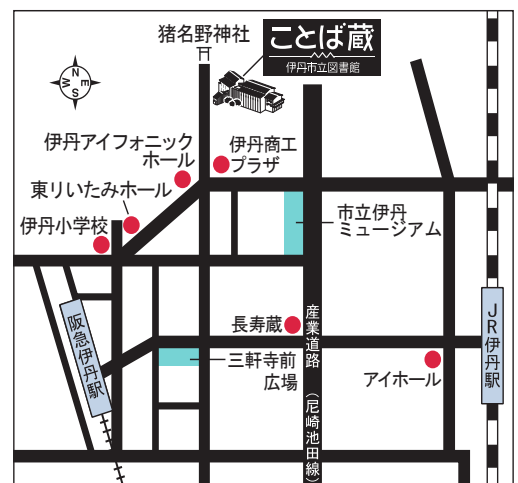 猪名野神社
ことば蔵
伊丹市立図書館
N
E
S
W
伊丹アイフォニック
ホール
伊丹商工
プラザ
東リいたみホール
伊丹小学校
市立伊丹
ミュージアム
阪急伊丹駅
長寿蔵
産業道路(尼崎池田線)
三軒寺前
広場
アイホール
JR伊丹駅